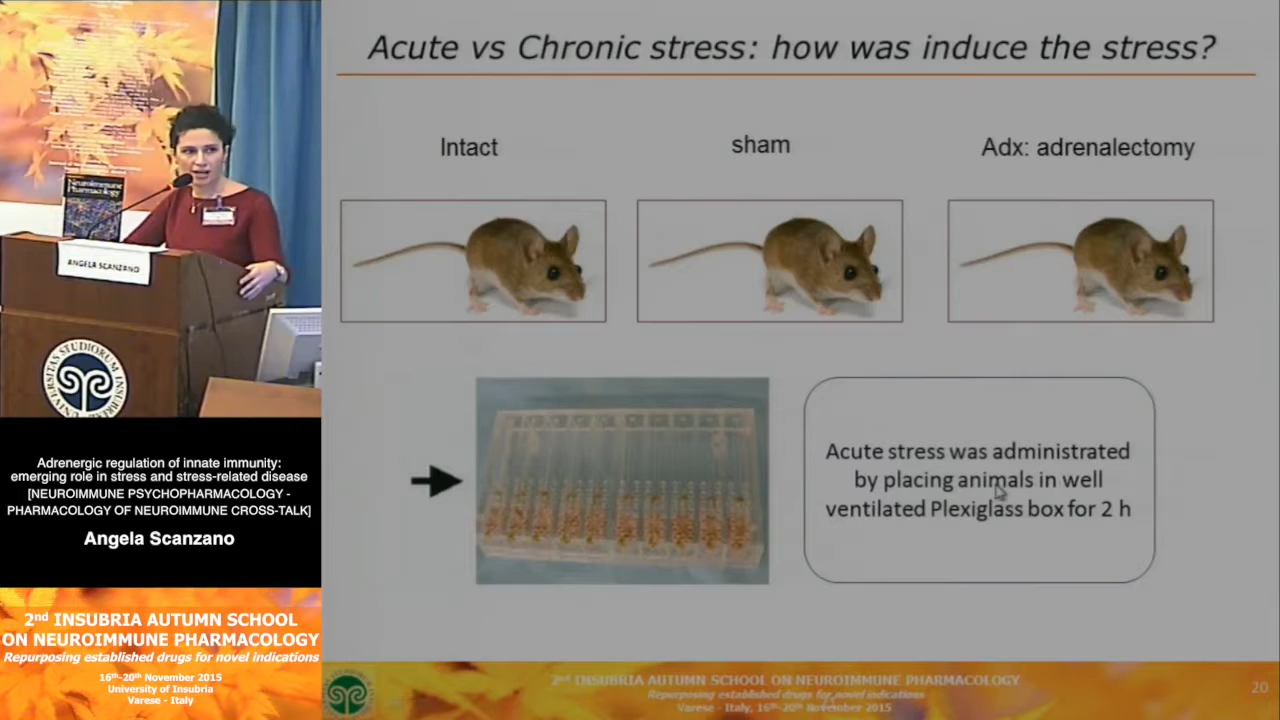 Acute vs Chronic stress: how was induce the stress?
Intact
sham
Adx: adrenalectomy
Acute stress was administrated
by placing animals in well
ventilated Plexiglass box for 2 h
Neuroimmune
Pharmacology
ANGELA SCANZANO
Adrenergic regulation of innate immunity:
emerging role in stress and stress-related disease
[NEUROIMMUNE PSYCHOPHARMACOLOGY -
PHARMACOLOGY OF NEUROIMMUNE CROSS-TALK]
Angela Scanzano
2nd INSUBRIA AUTUMN SCHOOL
ON NEUROIMMUNE PHARMACOLOGY
Repurposing established drugs for novel indications
16th-20th November 2015
University of Insubria
Varese - Italy
2nd INSUBRIA AUTUMN SCHOOL ON NEUROIMMUNE PHARMACOLOGY
Repurposing established drugs for novel indications
Varese - Italy, 16th-20th November 2015
20